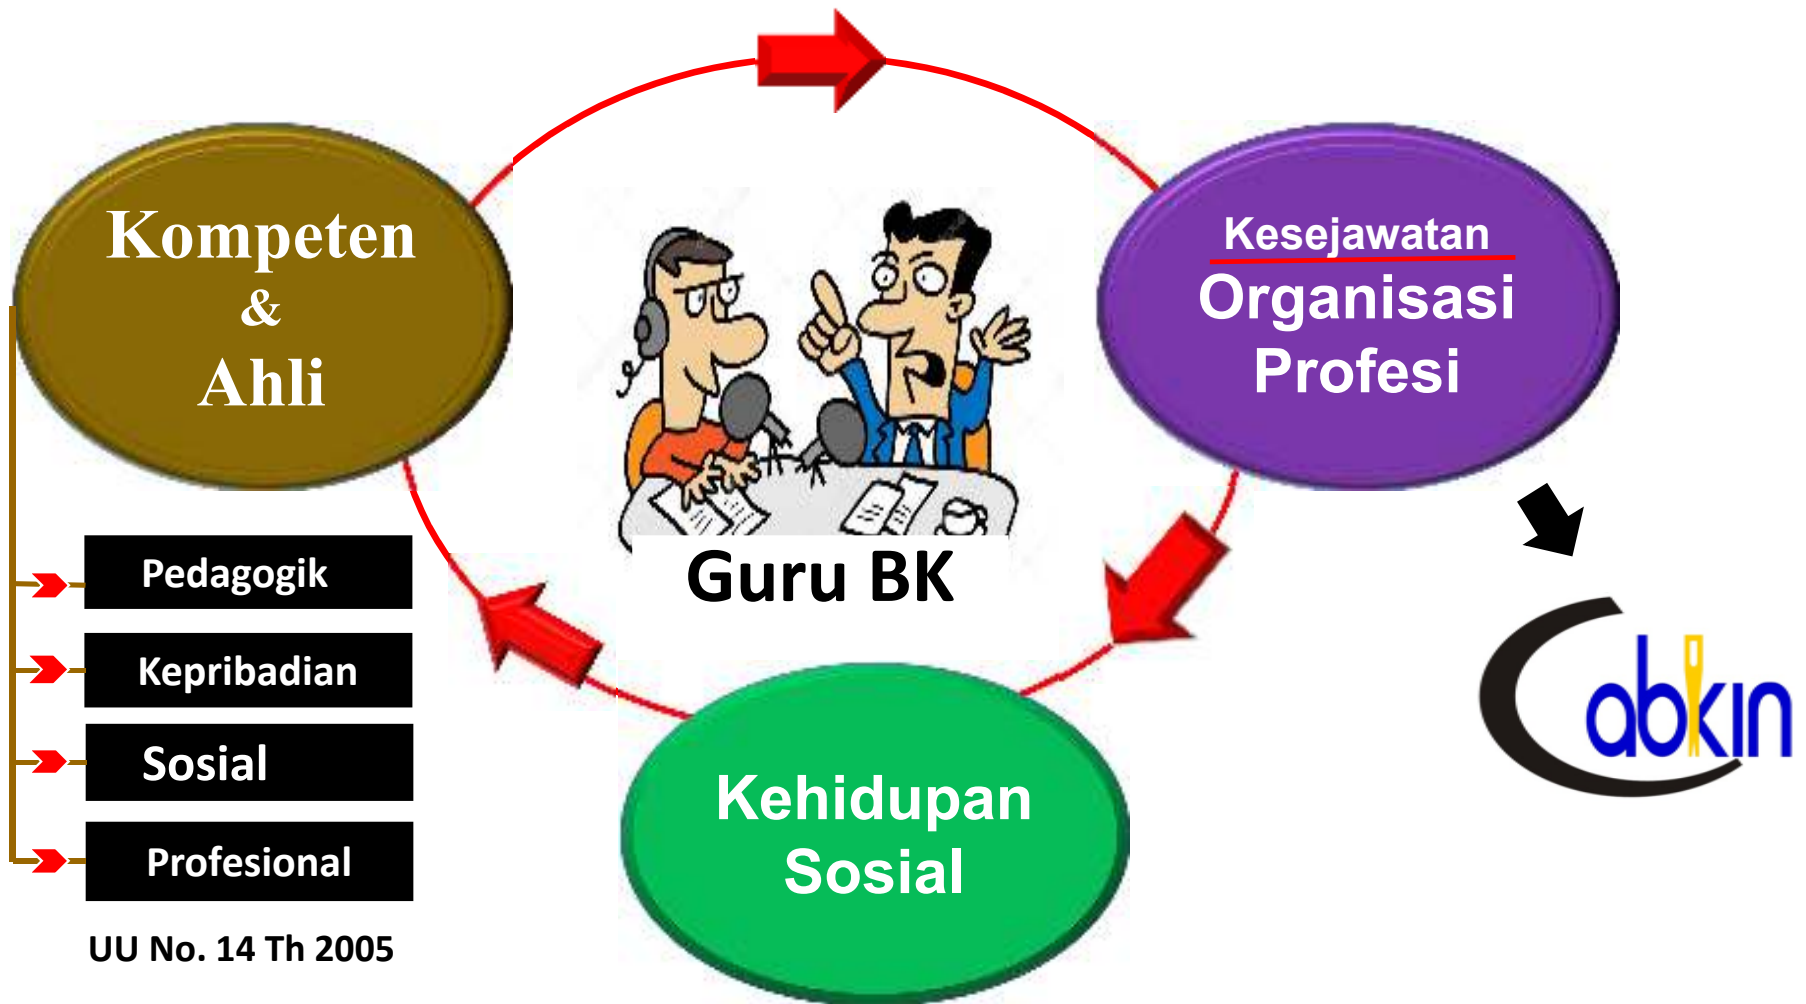 Kompeten
&
Ahli
Kesejawatan
Organisasi
Profesi
Guru BK
Pedagogik
Kepribadian
Sosial
Profesional
UU No. 14 Th 2005
Kehidupan
Sosial
abkin